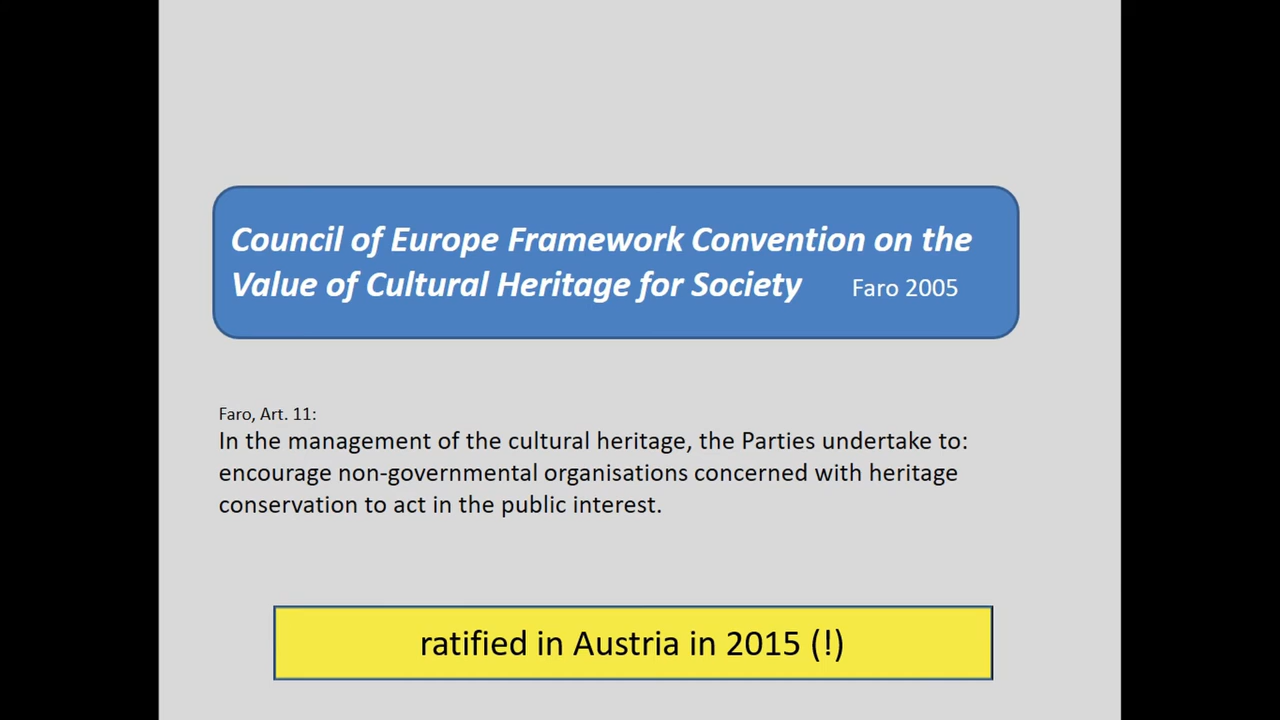 Council of Europe Framework Convention on the
Value of Cultural Heritage for Society Faro 2005
Faro, Art. 11:
In the management of the cultural heritage, the Parties undertake to:
encourage non-governmental organisations concerned with heritage
conservation to act in the public interest.
ratified in Austria in 2015 (!)